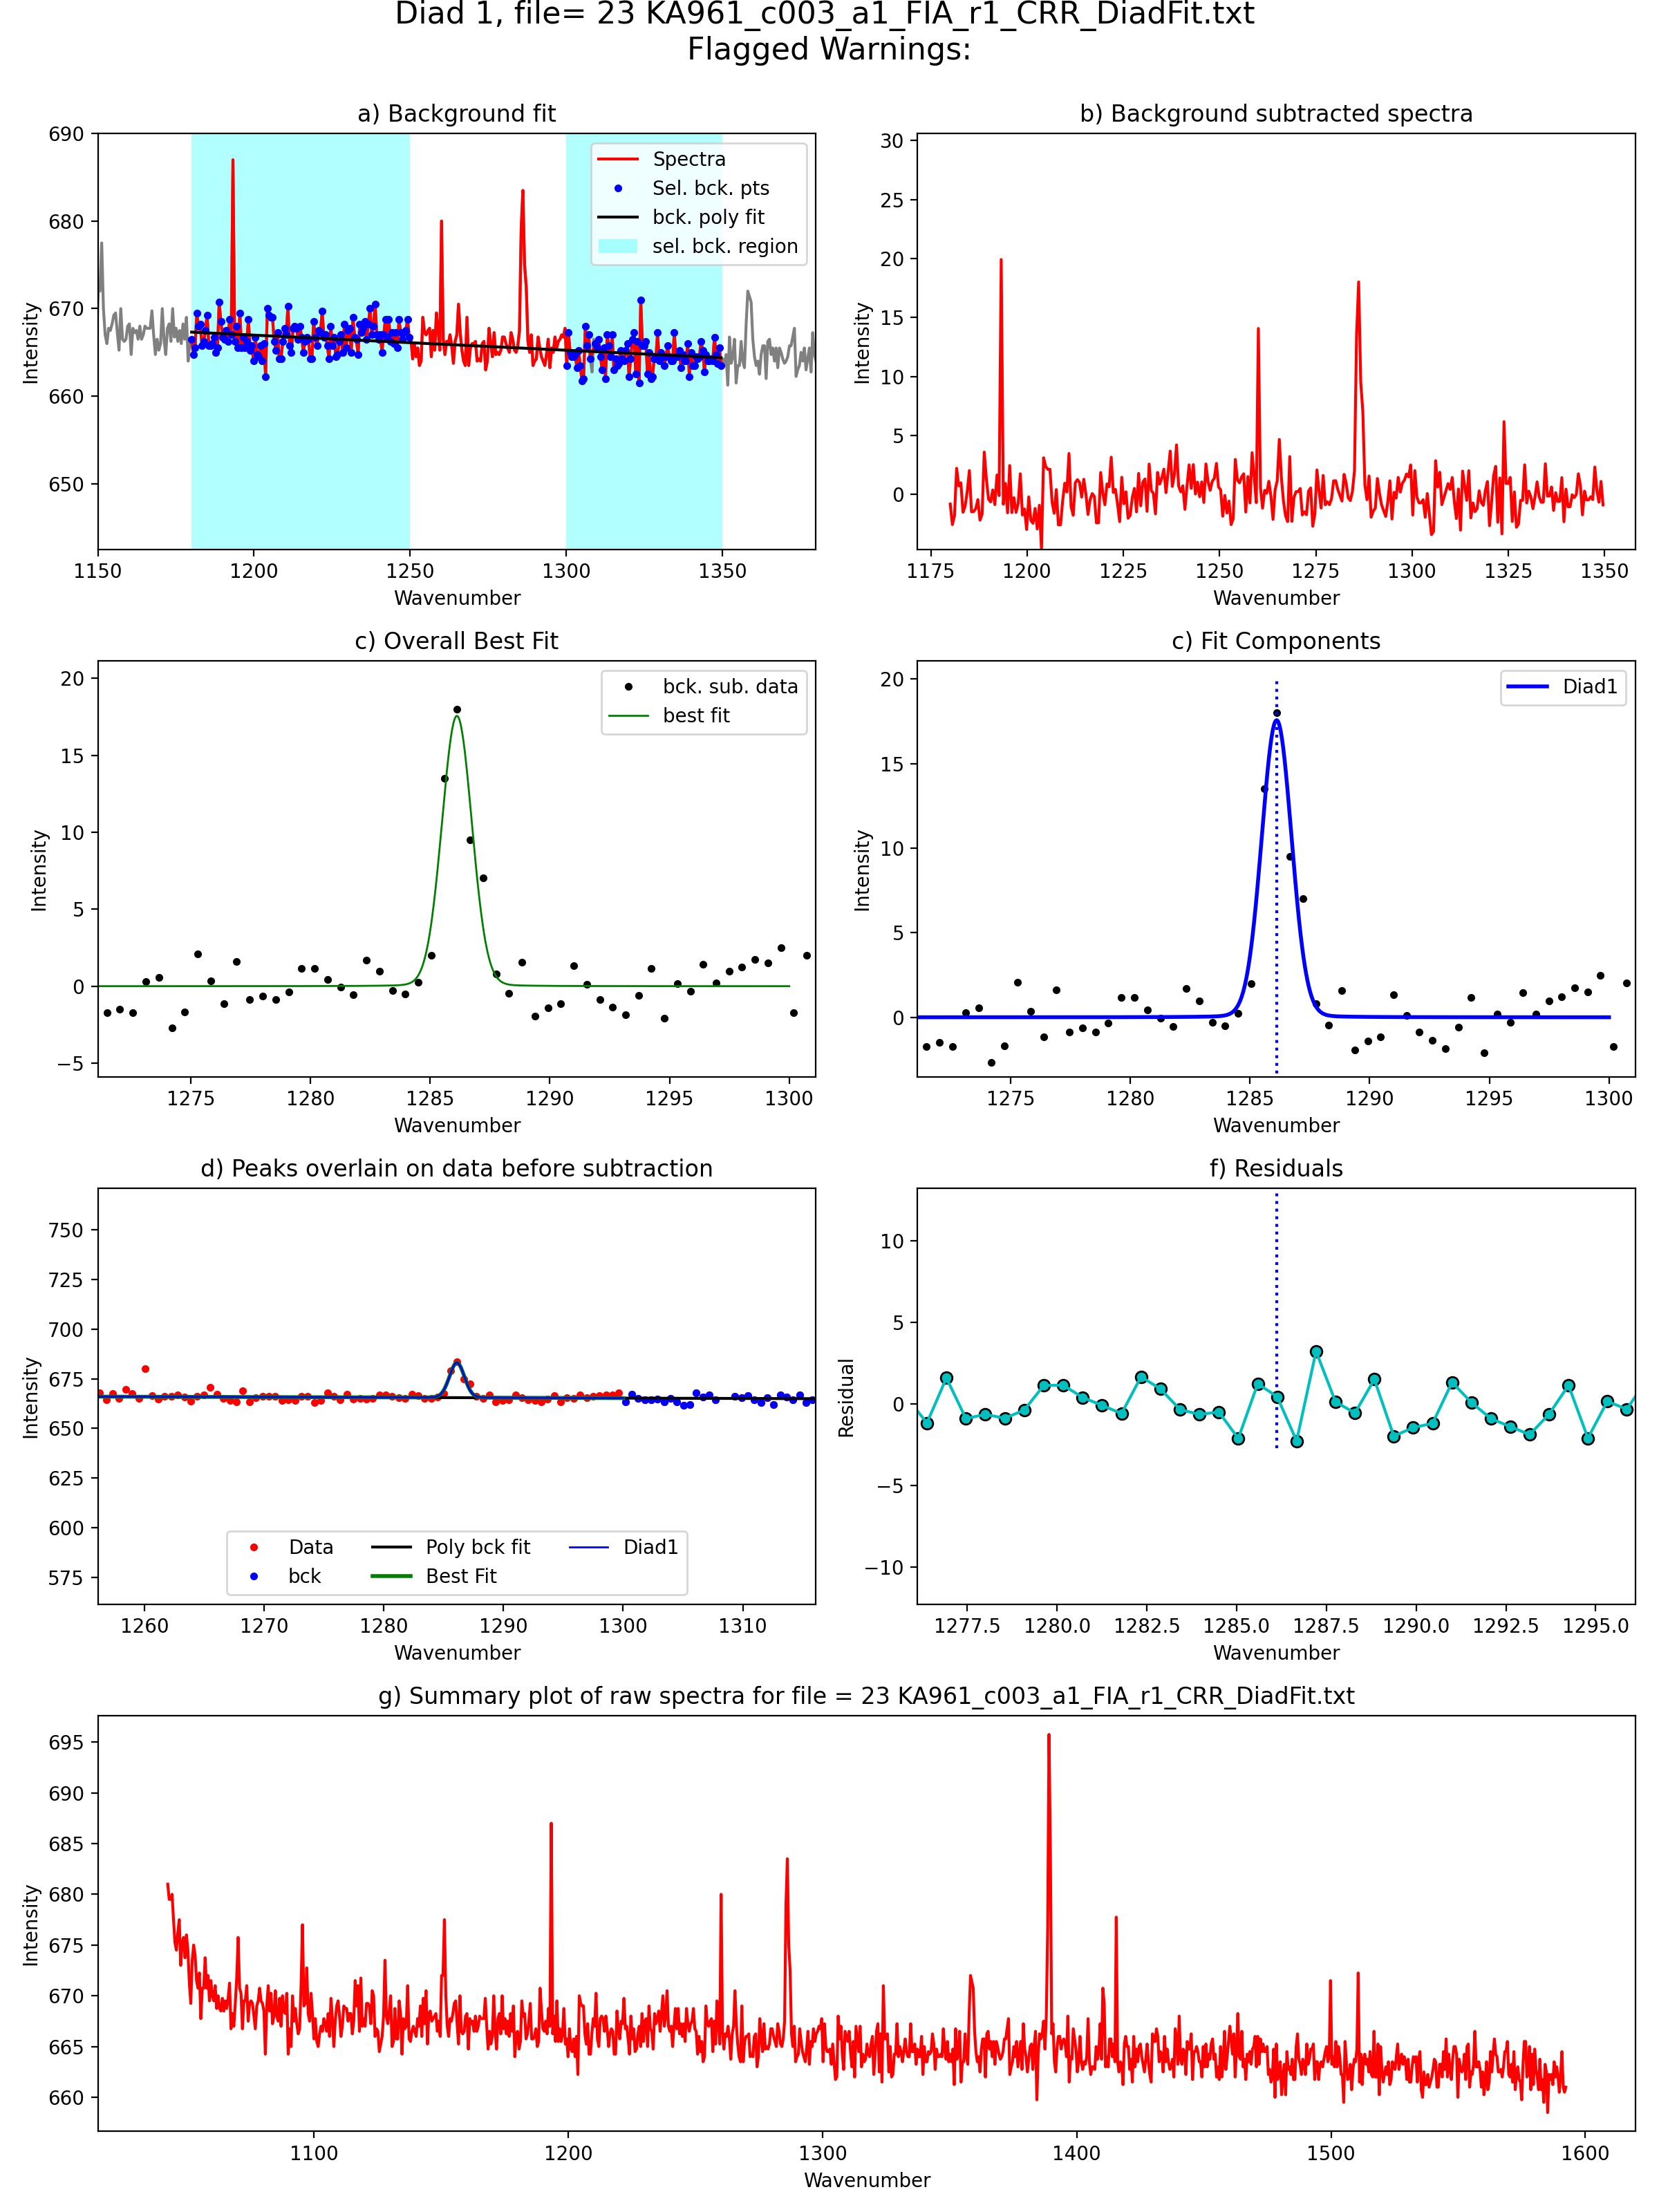 Diad 1, file= 23 KA961_c003_a1_FIA_r1_CRR_DiadFit.txt
Flagged Warnings:
a) Background fit
690
680
670
660
650
Intensity
1150
1200
1250
1300
1350
Wavenumber
Spectra
Sel. bck. pts
bck. poly fit
sel. bck. region
b) Background subtracted spectra
30
25
20
15
10
5
0
Intensity
1175
1200
1225
1250
1275
1300
1325
1350
Wavenumber
c) Overall Best Fit
20
15
10
5
0
−5
Intensity
1275
1280
1285
1290
1295
1300
Wavenumber
bck. sub. data
best fit
c) Fit Components
20
15
10
5
0
Intensity
1275
1280
1285
1290
1295
1300
Wavenumber
Diad1
d) Peaks overlain on data before subtraction
750
725
700
675
650
625
600
575
Intensity
1260
1270
1280
1290
1300
1310
Wavenumber
Data
bck
Poly bck fit
Best Fit
Diad1
f) Residuals
10
5
0
−5
−10
Residual
1277.5
1280.0
1282.5
1285.0
1287.5
1290.0
1292.5
1295.0
Wavenumber
g) Summary plot of raw spectra for file = 23 KA961_c003_a1_FIA_r1_CRR_DiadFit.txt
695
690
685
680
675
670
665
660
Intensity
1100
1200
1300
1400
1500
1600
Wavenumber